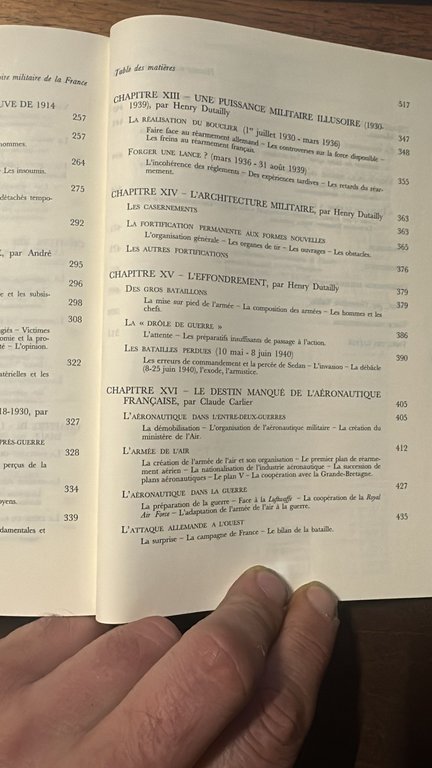 oire militaire de la France
UVE DE 1914
257
257
hommes.
264
– Les insoumis.
275
détachés tempo-
292
, par André
295
296
e et les subsis-
298
308
giés – Victimes
omie et la pro-
té – L'opinion.
322
atérielles et les
18-1930, par
327
PRÈS-GUERRE
328
perçus de la
334
oyens.
339
damentales et
Table des matières
517
CHAPITRE XIII – UNE PUISSANCE MILITAIRE ILLUSOIRE (1930-
1939), par Henry Dutailly
347
LA RÉALISATION DU BOUCLIER (1er juillet 1930 - mars 1936)
348
Faire face au réarmement allemand – Les controverses sur la force disponible –
Les freins au réarmement français.
FORGER UNE LANCE ? (mars 1936 - 31 août 1939)
355
L'incohérence des règlements – Des expériences tardives – Les retards du réar-
mement.
CHAPITRE XIV – L'ARCHITECTURE MILITAIRE, par Henry Dutailly
363
LES CASERNEMENTS
363
LA FORTIFICATION PERMANENTE AUX FORMES NOUVELLES
365
L'organisation générale – Les organes de tir – Les ouvrages – Les obstacles.
LES AUTRES FORTIFICATIONS
376
CHAPITRE XV – L'EFFONDREMENT, par Henry Dutailly
379
DES GROS BATAILLONS
379
La mise sur pied de l'armée – La composition des armées – Les hommes et les
chefs.
LA « DRÔLE DE GUERRE »
386
L'attente – Les préparatifs insuffisants de passage à l'action.
LES BATAILLES PERDUES (10 mai - 8 juin 1940)
390
Les erreurs de commandement et la percée de Sedan – L'invasion – La débâcle
(8-25 juin 1940), l'exode, l'armistice.
CHAPITRE XVI – LE DESTIN MANQUÉ DE L'AÉRONAUTIQUE
FRANÇAISE, par Claude Carlier
405
L'AÉRONAUTIQUE DANS L'ENTRE-DEUX-GUERRES
405
La démobilisation – L'organisation de l'aéronautique militaire – La création du
ministère de l'Air.
L'ARMÉE DE L'AIR
412
La création de l'armée de l'air et son organisation – Le premier plan de réarme-
ment aérien – La nationalisation de l'industrie aéronautique – La succession de
plans aéronautiques – Le plan V – La coopération avec la Grande-Bretagne.
L'AÉRONAUTIQUE DANS LA GUERRE
427
La préparation de la guerre – Face à la Luftwaffe – La coopération de la Royal
Air Force – L'adaptation de l'armée de l'air à la guerre.
L'ATTAQUE ALLEMANDE A L'OUEST
435
La surprise – La campagne de France – Le bilan de la bataille.